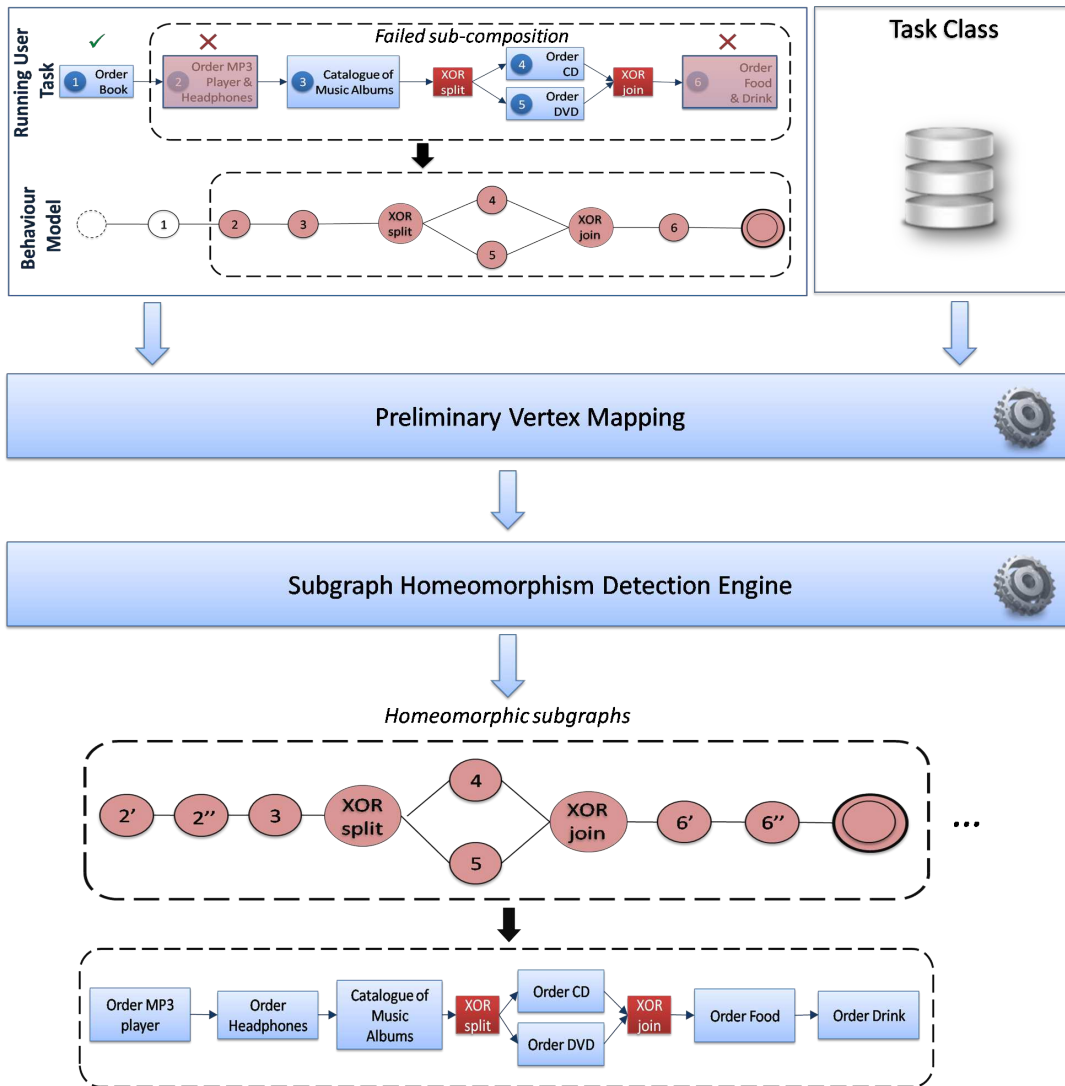 Task Class
Running User
Task
Failed sub-composition
1
Order
Book
2
Order MP3
Player &
Headphones
3
Catalogue of
Music Albums
XOR
split
4
Order
CD
5
Order
DVD
XOR
join
6
Order
Food
& Drink
Behaviour
Model
1
2
3
XOR
split
4
5
XOR
join
6
Preliminary Vertex Mapping
Subgraph Homeomorphism Detection Engine
Homeomorphic subgraphs
2'
2''
3
XOR
split
4
5
XOR
join
6'
6''
...
Order MP3
player
Order
Headphones
Catalogue of
Music
Albums
XOR
split
Order CD
Order DVD
XOR
join
Order Food
Order Drink